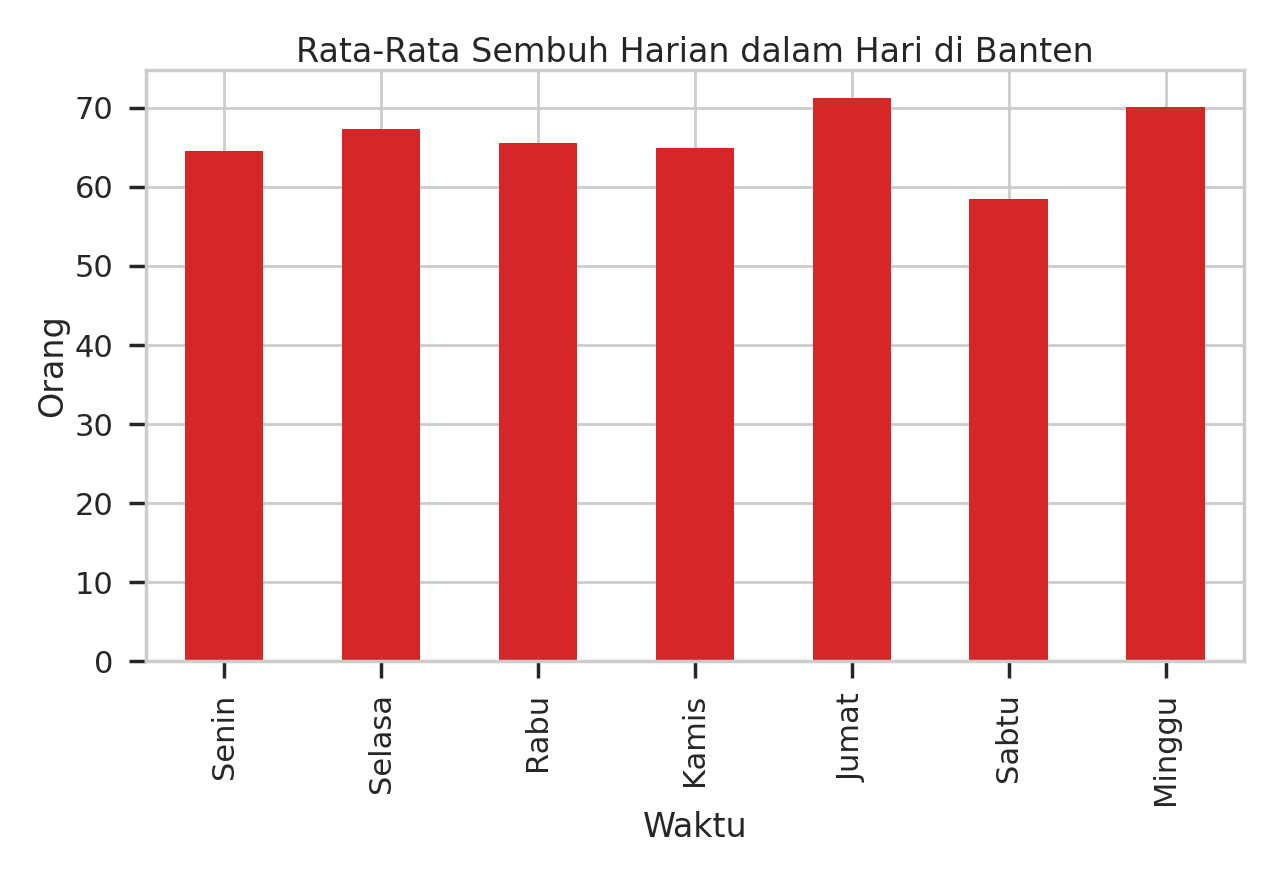 Rata-Rata Sembuh Harian dalam Hari di Banten
70
60
50
40
30
20
10
0
Orang
Senin
Selasa
Rabu
Kamis
Jumat
Sabtu
Minggu
Waktu